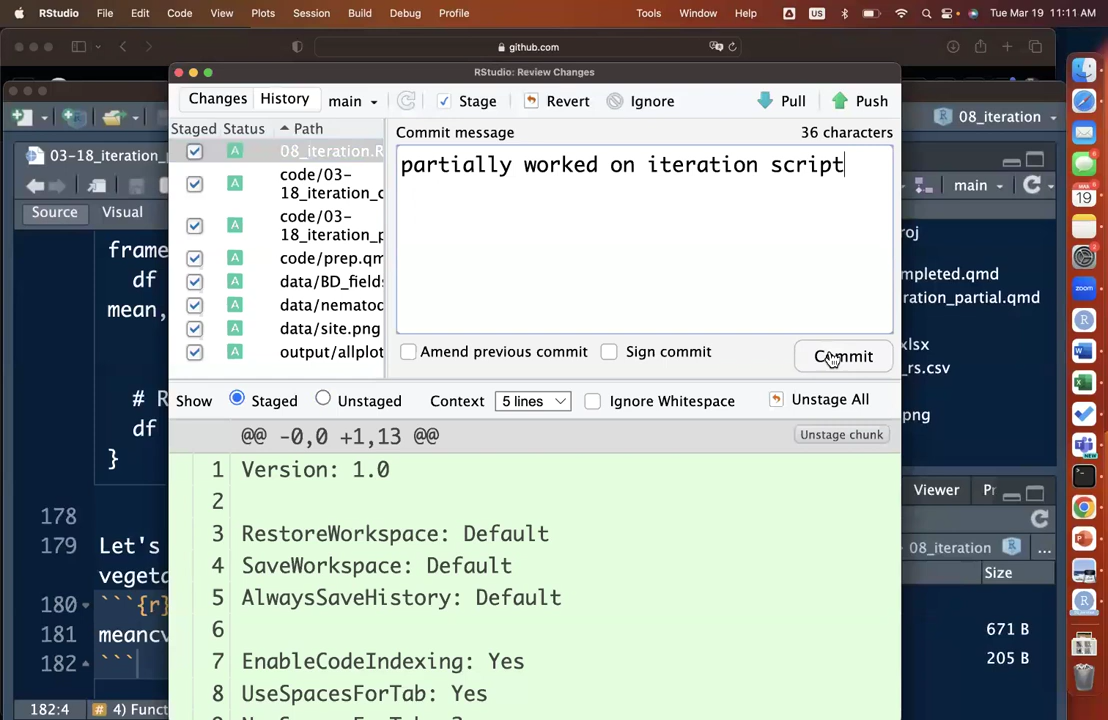 RStudio File Edit Code View Plots Session Build Debug Profile Tools Window Help US Tue Mar 19 11:11 AM
github.com
RStudio: Review Changes
Changes History main Stage Revert Ignore Pull Push
08_iteration
Staged Status Path
Commit message 36 characters
08_iteration.R
partially worked on iteration script
03-18_iteration_
code/03-
18_iteration_c
main
19
Source Visual
code/03-
18_iteration_p
roj
frame
code/prep.qm
df
data/BD_fields
mpleted.qmd
mean,
data/nematoc
ration_partial.qmd
zoom
data/site.png
output/allplot
Amend previous commit Sign commit Commit
xlsx
_rs.csv
# R
Show Staged Unstaged Context 5 lines Ignore Whitespace Unstage All
png
df
@@ -0,0 +1,13 @@ Unstage chunk
}
1 Version: 1.0
Viewer Pr
2
178
3 RestoreWorkspace: Default
179 Let's
4 SaveWorkspace: Default
08_iteration ...
vegeta
Size
5 AlwaysSaveHistory: Default
180 ```{r}
6
671 B
181 meancv
7 EnableCodeIndexing: Yes
205 B
182 ```
8 UseSpacesForTab: Yes
182:4 # 4) Funct